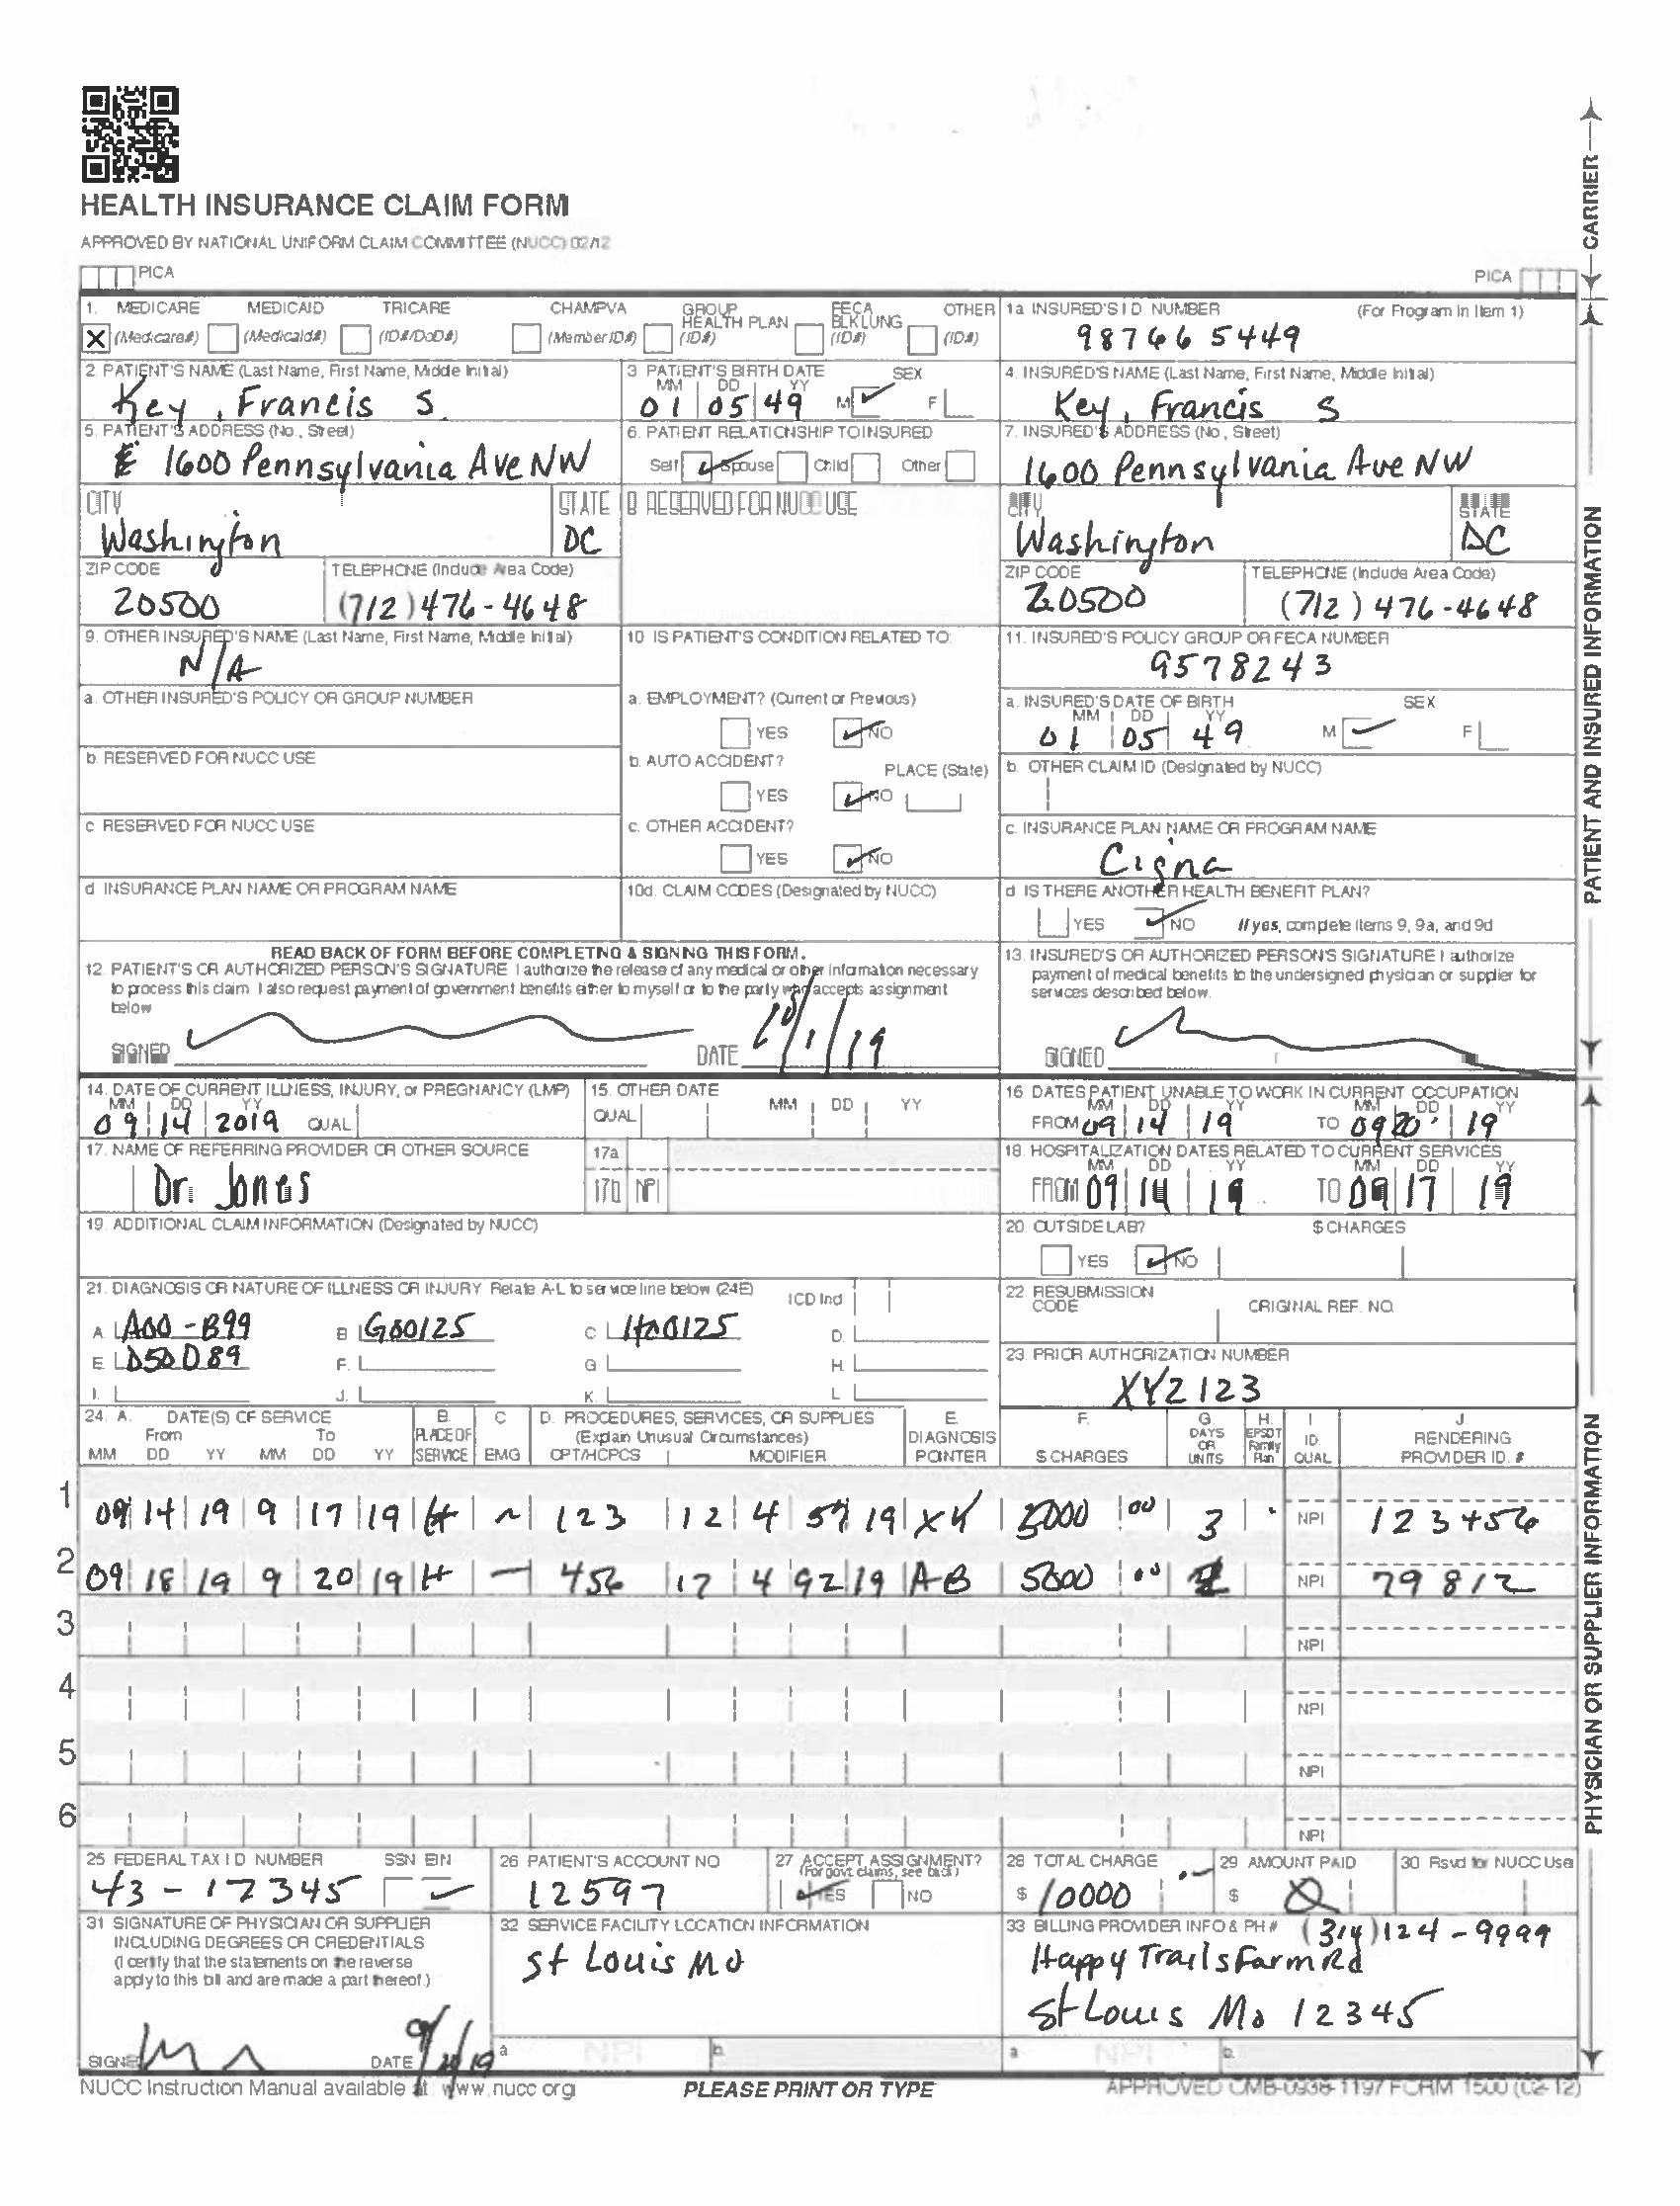 HEALTH INSURANCE CLAIM FORM
APPROVED BY NATIONAL UNIFORM CLAIM COMMITTEE (NUCC) 02/12
PICA PICA
CARRIER
1. MEDICARE MEDICAID TRICARE CHAMPVA GROUP HEALTH PLAN FECA BLK LUNG OTHER
X (Medicare#) (Medicaid#) (ID#/DoD#) (Member ID#) (ID#) (ID#) (ID#)
1a INSURED'S I.D. NUMBER (For Program in Item 1)
98766 5449
2. PATIENT'S NAME (Last Name, First Name, Middle Initial)
Key, Francis S
3 PATIENT'S BIRTH DATE SEX
MM DD YY
01 05 49 M F
4. INSURED'S NAME (Last Name, First Name, Middle Initial)
Key, Francis S
5. PATIENT'S ADDRESS (No., Street)
1600 Pennsylvania Ave NW
6. PATIENT RELATIONSHIP TO INSURED
Self Spouse Child Other
7. INSURED'S ADDRESS (No., Street)
1600 Pennsylvania Ave NW
CITY STATE
Washington DC
8 RESERVED FOR NUCC USE
CITY STATE
Washington DC
ZIP CODE TELEPHONE (Include Area Code)
20500 (712) 476-4648
ZIP CODE TELEPHONE (Include Area Code)
20500 (712) 476-4648
9. OTHER INSURED'S NAME (Last Name, First Name, Middle Initial)
N/A
10 IS PATIENT'S CONDITION RELATED TO:
11. INSURED'S POLICY GROUP OR FECA NUMBER
9578243
a. OTHER INSURED'S POLICY OR GROUP NUMBER
a. EMPLOYMENT? (Current or Previous)
YES NO
a. INSURED'S DATE OF BIRTH SEX
MM DD YY
01 05 49 M F
b. RESERVED FOR NUCC USE
b. AUTO ACCIDENT? PLACE (State)
YES NO
b. OTHER CLAIM ID (Designated by NUCC)
c RESERVED FOR NUCC USE
c. OTHER ACCIDENT?
YES NO
c. INSURANCE PLAN NAME OR PROGRAM NAME
Cigna
d INSURANCE PLAN NAME OR PROGRAM NAME
10d. CLAIM CODES (Designated by NUCC)
d IS THERE ANOTHER HEALTH BENEFIT PLAN?
YES NO If yes, complete items 9, 9a, and 9d
PATIENT AND INSURED INFORMATION
READ BACK OF FORM BEFORE COMPLETING & SIGNING THIS FORM.
12. PATIENT'S OR AUTHORIZED PERSON'S SIGNATURE I authorize the release of any medical or other information necessary
to process this claim I also request payment of government benefits either to myself or to the party who accepts assignment
below
SIGNED DATE 10/1/19
13. INSURED'S OR AUTHORIZED PERSON'S SIGNATURE I authorize
payment of medical benefits to the undersigned physician or supplier for
services described below.
SIGNED
14. DATE OF CURRENT ILLNESS, INJURY, or PREGNANCY (LMP)
MM DD YY
09 14 2019 QUAL
15. OTHER DATE
QUAL MM DD YY
16 DATES PATIENT UNABLE TO WORK IN CURRENT OCCUPATION
MM DD YY MM DD YY
FROM 09 14 19 TO 09 20 19
17. NAME OF REFERRING PROVIDER OR OTHER SOURCE
Dr. Jones
17a
17b NPI
18. HOSPITALIZATION DATES RELATED TO CURRENT SERVICES
MM DD YY MM DD YY
FROM 09 14 19 TO 09 17 19
19. ADDITIONAL CLAIM INFORMATION (Designated by NUCC)
20. OUTSIDE LAB? $ CHARGES
YES NO
21. DIAGNOSIS OR NATURE OF ILLNESS OR INJURY Relate A-L to service line below (24E) ICD Ind
A. A00-B99 B G00125 C H00125 D.
E. D50D89 F. G H.
I. J. K. L
22. RESUBMISSION
CODE ORIGINAL REF. NO.
23. PRIOR AUTHORIZATION NUMBER
XYZ123
24. A. DATE(S) OF SERVICE B. C D. PROCEDURES, SERVICES, OR SUPPLIES E. F. G. H. I. J.
From To PLACE OF (Explain Unusual Circumstances) DIAGNOSIS DAYS OR EPSDT Family ID. RENDERING
MM DD YY MM DD YY SERVICE EMG CPT/HCPCS MODIFIER POINTER $ CHARGES UNITS Plan QUAL PROVIDER ID. #
1 09 14 19 9 17 19 H 123 12 4 57 19 5000 00 3 NPI 123456
2 09 18 19 9 20 19 H – 456 17 4 92 19 A-B 5000 00 NPI 79812
3 NPI
4 NPI
5 NPI
6 NPI
PHYSICIAN OR SUPPLIER INFORMATION
25 FEDERAL TAX I.D. NUMBER SSN EIN
43-12345
26 PATIENT'S ACCOUNT NO
12597
27 ACCEPT ASSIGNMENT?
(For govt claims, see back)
YES NO
28 TOTAL CHARGE
$ 10000
29 AMOUNT PAID
$
30 Rsvd for NUCC Use
31 SIGNATURE OF PHYSICIAN OR SUPPLIER
INCLUDING DEGREES OR CREDENTIALS
(I certify that the statements on the reverse
apply to this bill and are made a part thereof.)
SIGNED DATE 9/20/19
32 SERVICE FACILITY LOCATION INFORMATION
St Louis Mo
a NPI b.
33 BILLING PROVIDER INFO & PH # (314)124-9999
Happy Trails Farm Rd
St Louis Mo 12345
a NPI b.
NUCC Instruction Manual available at www.nucc.org
PLEASE PRINT OR TYPE
APPROVED OMB-0938-1197 FORM 1500 (02-12)